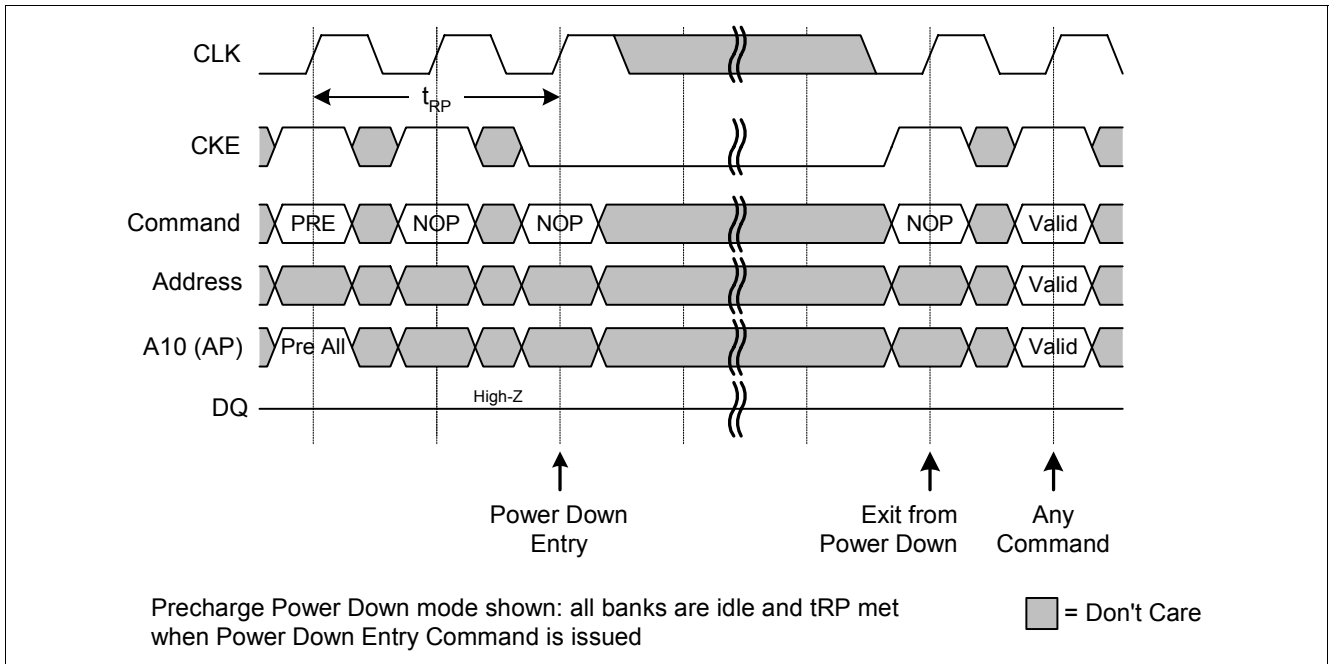 CLK
tRP
CKE
Command PRE NOP NOP NOP Valid
Address Valid
A10 (AP) Pre All Valid
High-Z
DQ
Power Down
Entry
Exit from
Power Down
Any
Command
Precharge Power Down mode shown: all banks are idle and tRP met
when Power Down Entry Command is issued
= Don't Care